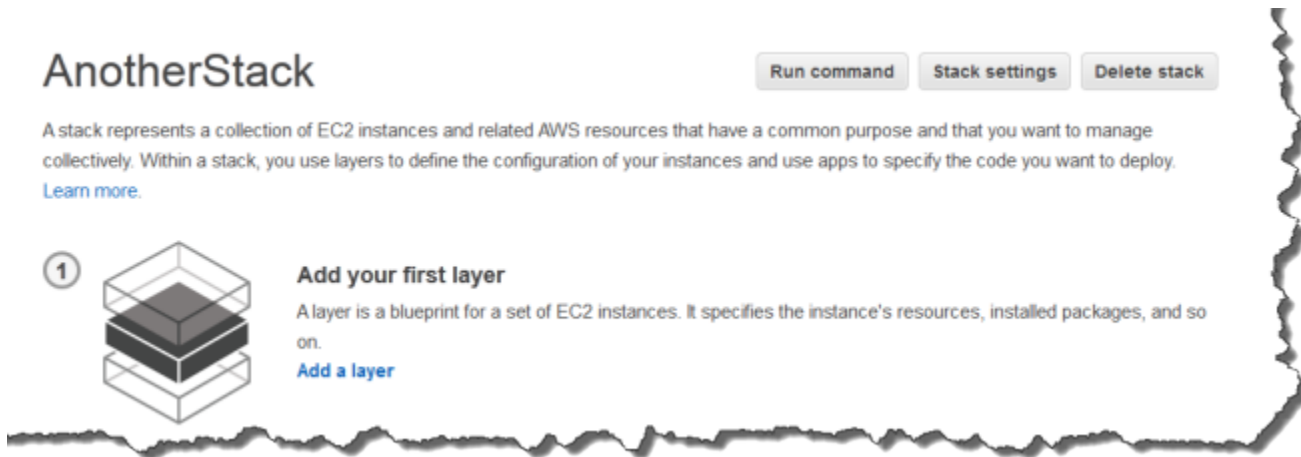 AnotherStack
Run command
Stack settings
Delete stack
A stack represents a collection of EC2 instances and related AWS resources that have a common purpose and that you want to manage
collectively. Within a stack, you use layers to define the configuration of your instances and use apps to specify the code you want to deploy.
Learn more.
1
Add your first layer
A layer is a blueprint for a set of EC2 instances. It specifies the instance's resources, installed packages, and so
on.
Add a layer